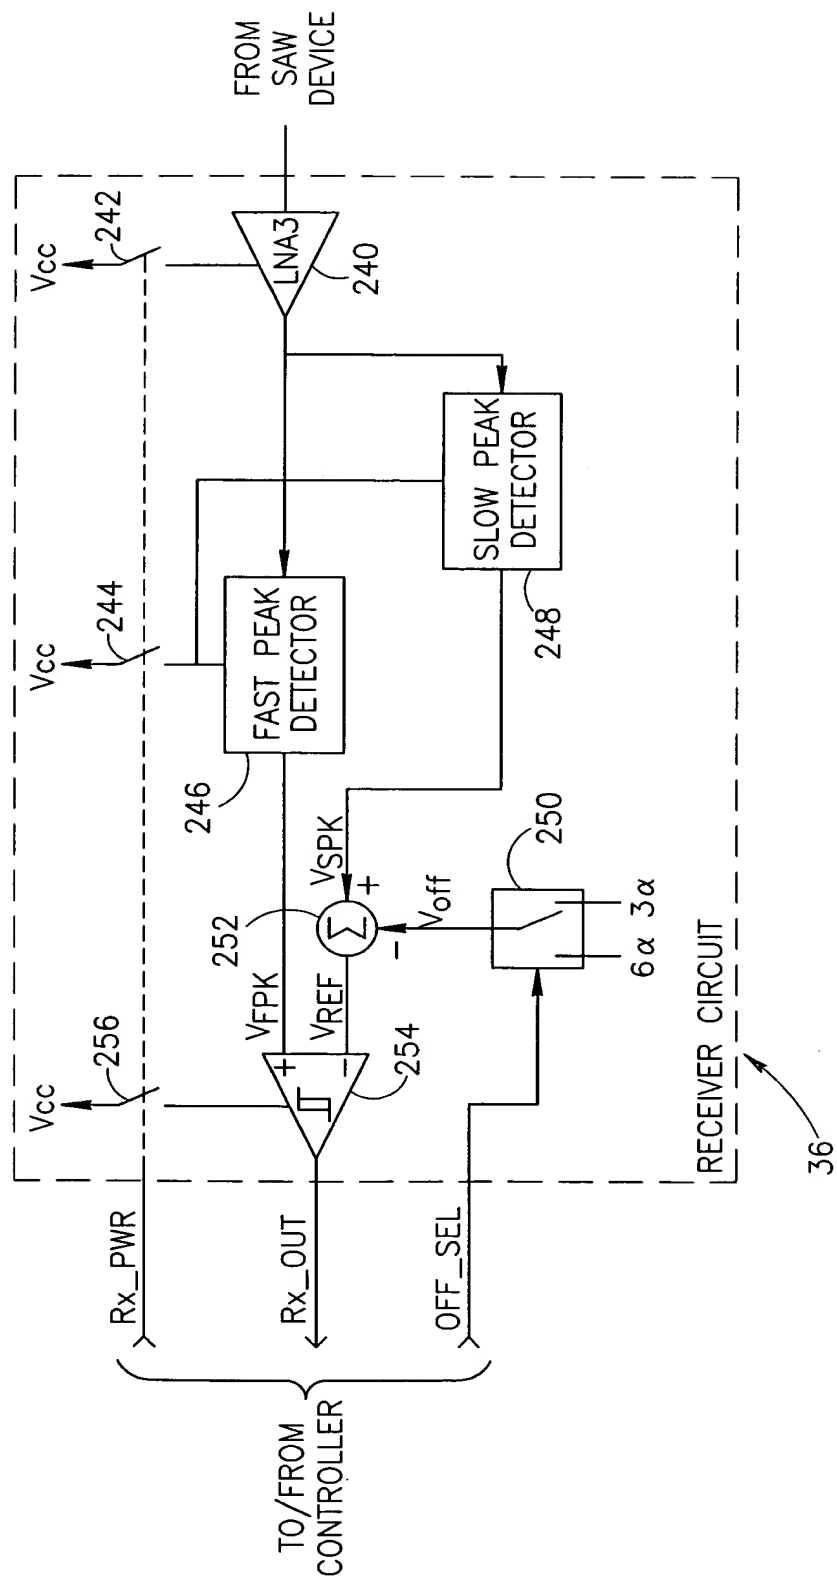 FROM
SAW
DEVICE
Vcc
242
LNA3
240
Vcc
244
FAST PEAK
DETECTOR
246
SLOW PEAK
DETECTOR
248
VSPK
+
252
Σ
-
Voff
250
6α 3α
VFPK
VREF
Vcc
256
+
-
254
RECEIVER CIRCUIT
36
Rx_PWR
Rx_OUT
OFF_SEL
TO/FROM
CONTROLLER